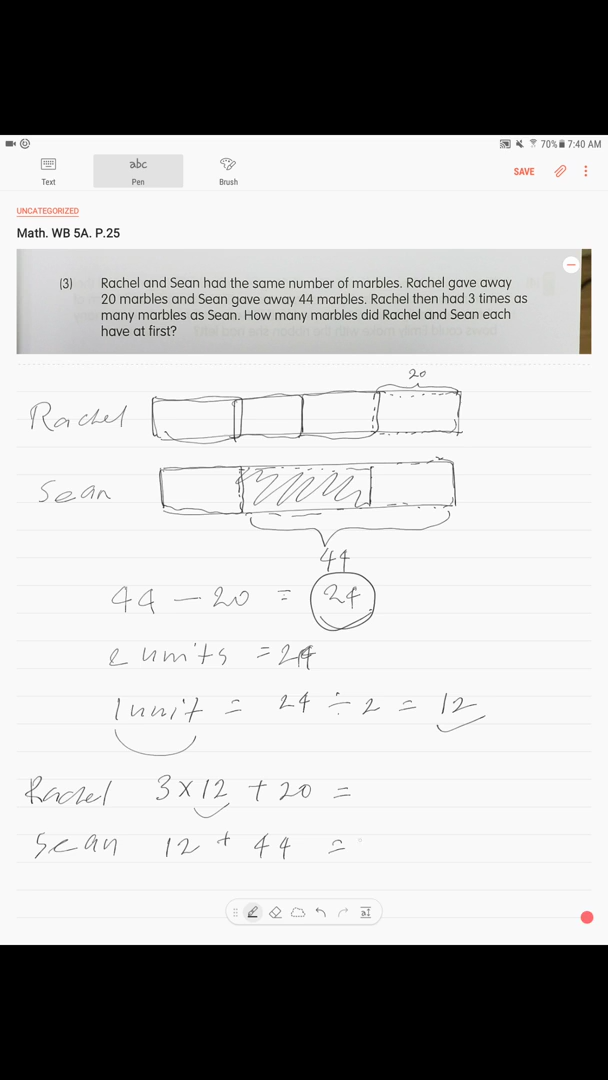 70% 7:40 AM
Text
abc
Pen
Brush
SAVE
UNCATEGORIZED
Math. WB 5A. P.25
(3) Rachel and Sean had the same number of marbles. Rachel gave away
20 marbles and Sean gave away 44 marbles. Rachel then had 3 times as
many marbles as Sean. How many marbles did Rachel and Sean each
have at first?
20
Rachel
Sean
44
44 - 20 = 24
2 units = 24
1 unit = 24 ÷ 2 = 12
Rachel 3 × 12 + 20 =
Sean 12 + 44 =